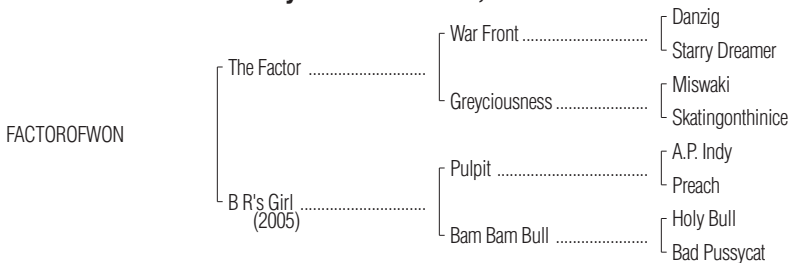 Danzig
War Front ..............................
Starry Dreamer
The Factor ............................
Miswaki
Greyciousness ......................
Skatingonthinice
FACTOROFWON
A.P. Indy
Pulpit ....................................
Preach
B R's Girl ..............................
(2005)
Holy Bull
Bam Bam Bull ......................
Bad Pussycat